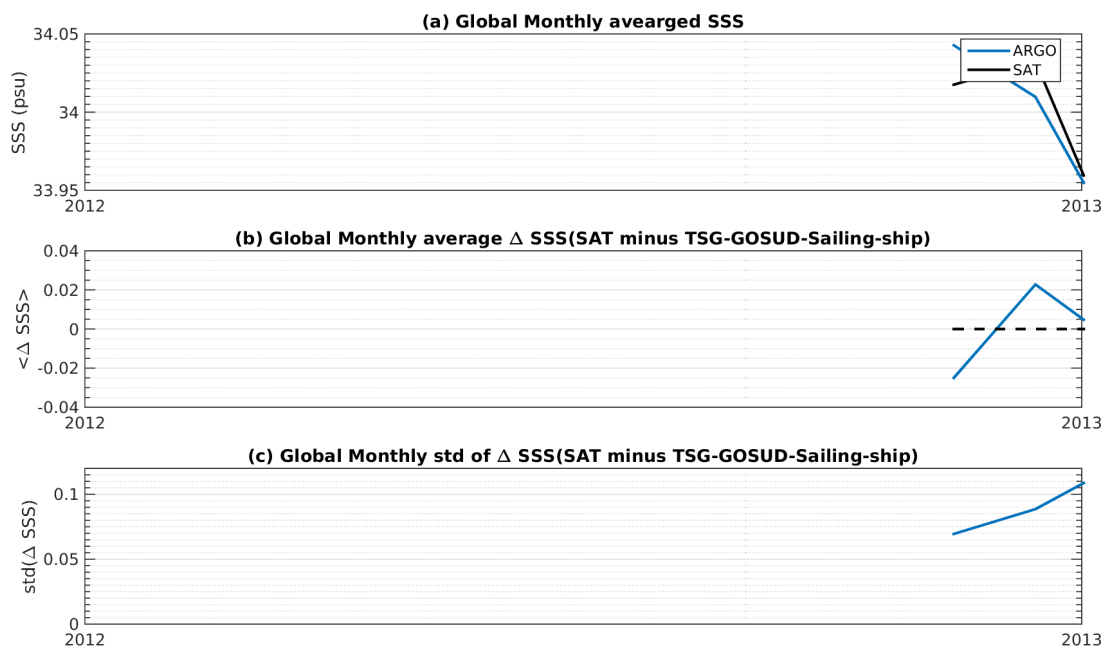 (a) Global Monthly avearged SSS
34.05
34
33.95
SSS (psu)
ARGO
SAT
2012
2013
(b) Global Monthly average Δ SSS(SAT minus TSG-GOSUD-Sailing-ship)
0.04
0.02
0
-0.02
-0.04
<Δ SSS>
2012
2013
(c) Global Monthly std of Δ SSS(SAT minus TSG-GOSUD-Sailing-ship)
0.1
0.05
0
std(Δ SSS)
2012
2013